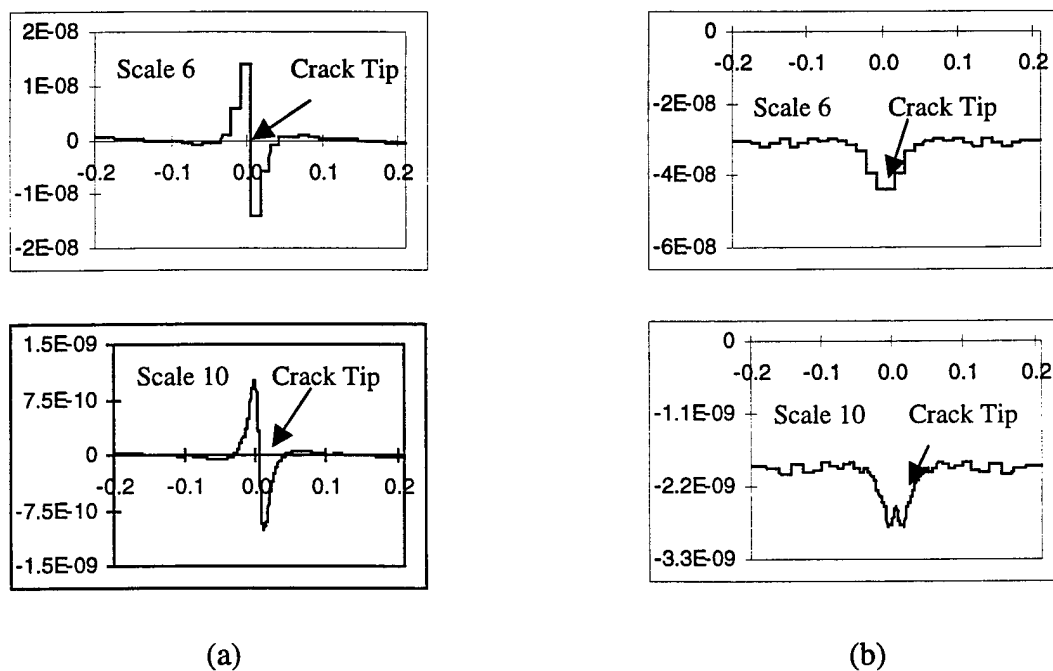 2E-08
1E-08
0
-1E-08
-2E-08
-0.2 -0.1 0.0 0.1 0.2
Scale 6
Crack Tip
0
-2E-08
-4E-08
-6E-08
-0.2 -0.1 0.0 0.1 0.2
Scale 6
Crack Tip
1.5E-09
7.5E-10
0
-7.5E-10
-1.5E-09
-0.2 -0.1 0.0 0.1 0.2
Scale 10
Crack Tip
0
-1.1E-09
-2.2E-09
-3.3E-09
-0.2 -0.1 0.0 0.1 0.2
Scale 10
Crack Tip
(a)
(b)